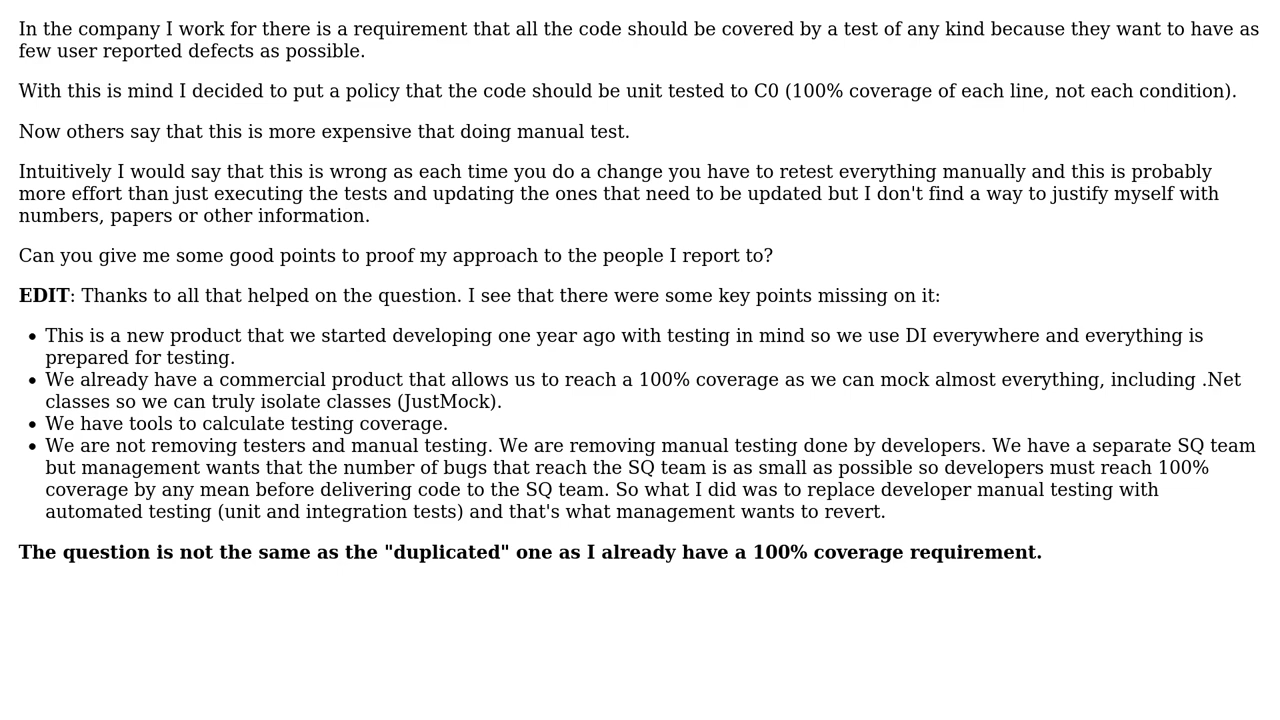 In the company I work for there is a requirement that all the code should be covered by a test of any kind because they want to have as
few user reported defects as possible.
With this is mind I decided to put a policy that the code should be unit tested to C0 (100% coverage of each line, not each condition).
Now others say that this is more expensive that doing manual test.
Intuitively I would say that this is wrong as each time you do a change you have to retest everything manually and this is probably
more effort than just executing the tests and updating the ones that need to be updated but I don't find a way to justify myself with
numbers, papers or other information.
Can you give me some good points to proof my approach to the people I report to?
EDIT: Thanks to all that helped on the question. I see that there were some key points missing on it:
• This is a new product that we started developing one year ago with testing in mind so we use DI everywhere and everything is
prepared for testing.
• We already have a commercial product that allows us to reach a 100% coverage as we can mock almost everything, including .Net
classes so we can truly isolate classes (JustMock).
• We have tools to calculate testing coverage.
• We are not removing testers and manual testing. We are removing manual testing done by developers. We have a separate SQ team
but management wants that the number of bugs that reach the SQ team is as small as possible so developers must reach 100%
coverage by any mean before delivering code to the SQ team. So what I did was to replace developer manual testing with
automated testing (unit and integration tests) and that's what management wants to revert.
The question is not the same as the "duplicated" one as I already have a 100% coverage requirement.